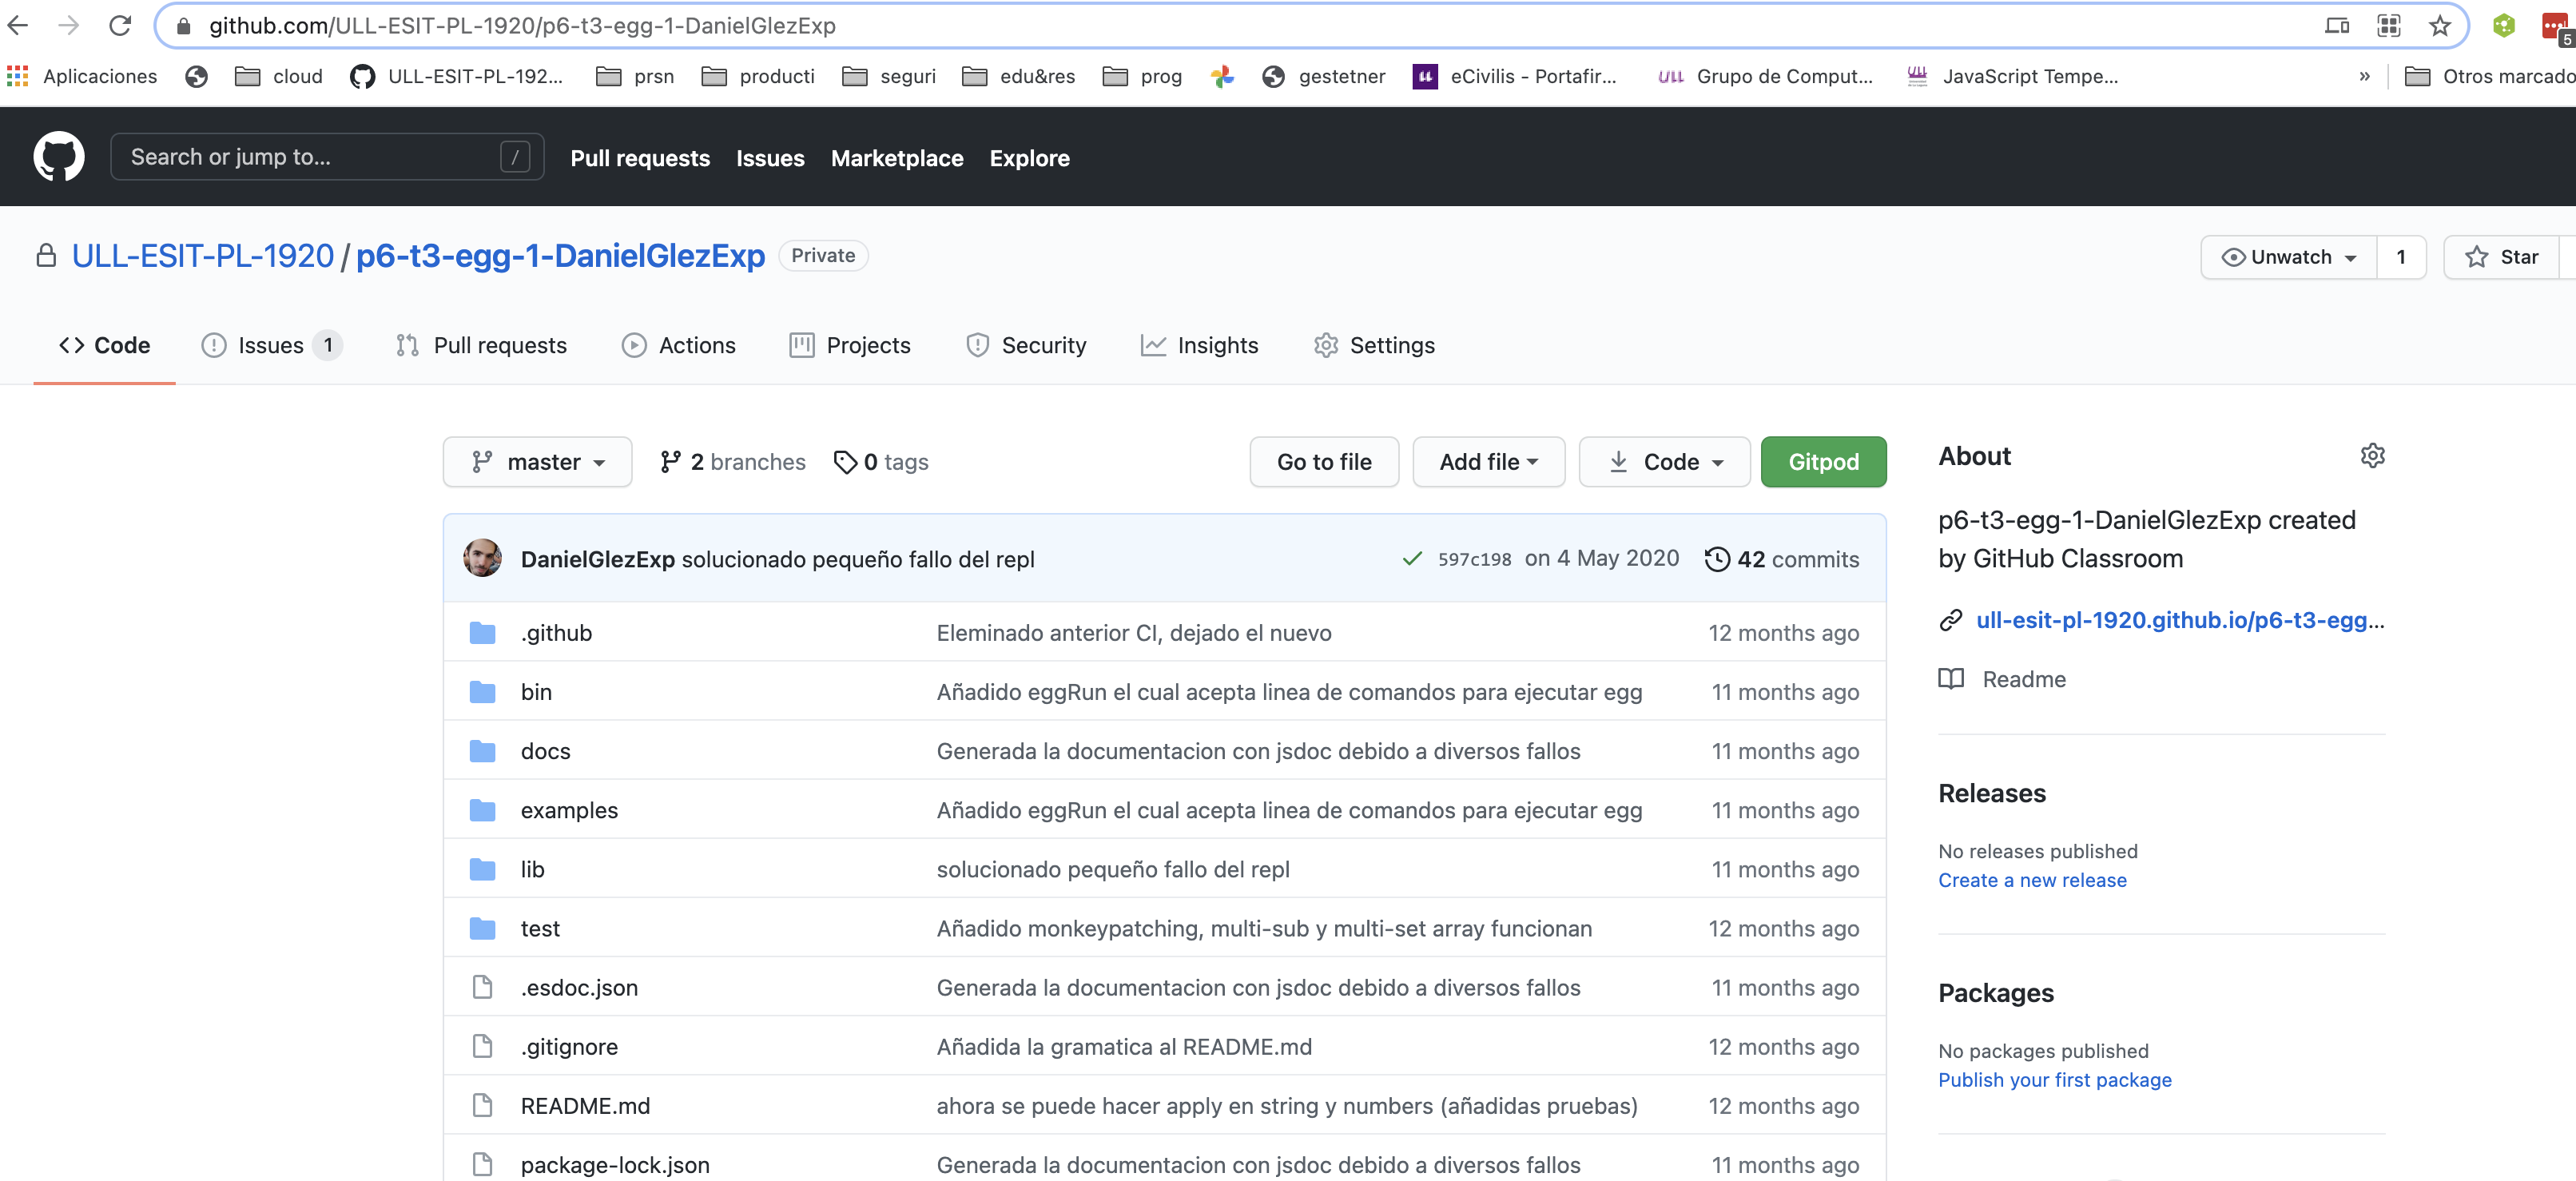 github.com/ULL-ESIT-PL-1920/p6-t3-egg-1-DanielGlezExp
5
Aplicaciones cloud ULL-ESIT-PL-192... prsn producti seguri edu&res prog gestetner eCivilis - Portafir... ULL Grupo de Comput... JavaScript Tempe... » Otros marcado
Search or jump to... / Pull requests Issues Marketplace Explore
ULL-ESIT-PL-1920 / p6-t3-egg-1-DanielGlezExp Private Unwatch 1 Star
Code Issues 1 Pull requests Actions Projects Security Insights Settings
master 2 branches 0 tags Go to file Add file Code Gitpod
DanielGlezExp solucionado pequeño fallo del repl 597c198 on 4 May 2020 42 commits
.github Eleminado anterior CI, dejado el nuevo 12 months ago
bin Añadido eggRun el cual acepta linea de comandos para ejecutar egg 11 months ago
docs Generada la documentacion con jsdoc debido a diversos fallos 11 months ago
examples Añadido eggRun el cual acepta linea de comandos para ejecutar egg 11 months ago
lib solucionado pequeño fallo del repl 11 months ago
test Añadido monkeypatching, multi-sub y multi-set array funcionan 12 months ago
.esdoc.json Generada la documentacion con jsdoc debido a diversos fallos 11 months ago
.gitignore Añadida la gramatica al README.md 12 months ago
README.md ahora se puede hacer apply en string y numbers (añadidas pruebas) 12 months ago
package-lock.json Generada la documentacion con jsdoc debido a diversos fallos 11 months ago
About
p6-t3-egg-1-DanielGlezExp created
by GitHub Classroom
ull-esit-pl-1920.github.io/p6-t3-egg...
Readme
Releases
No releases published
Create a new release
Packages
No packages published
Publish your first package